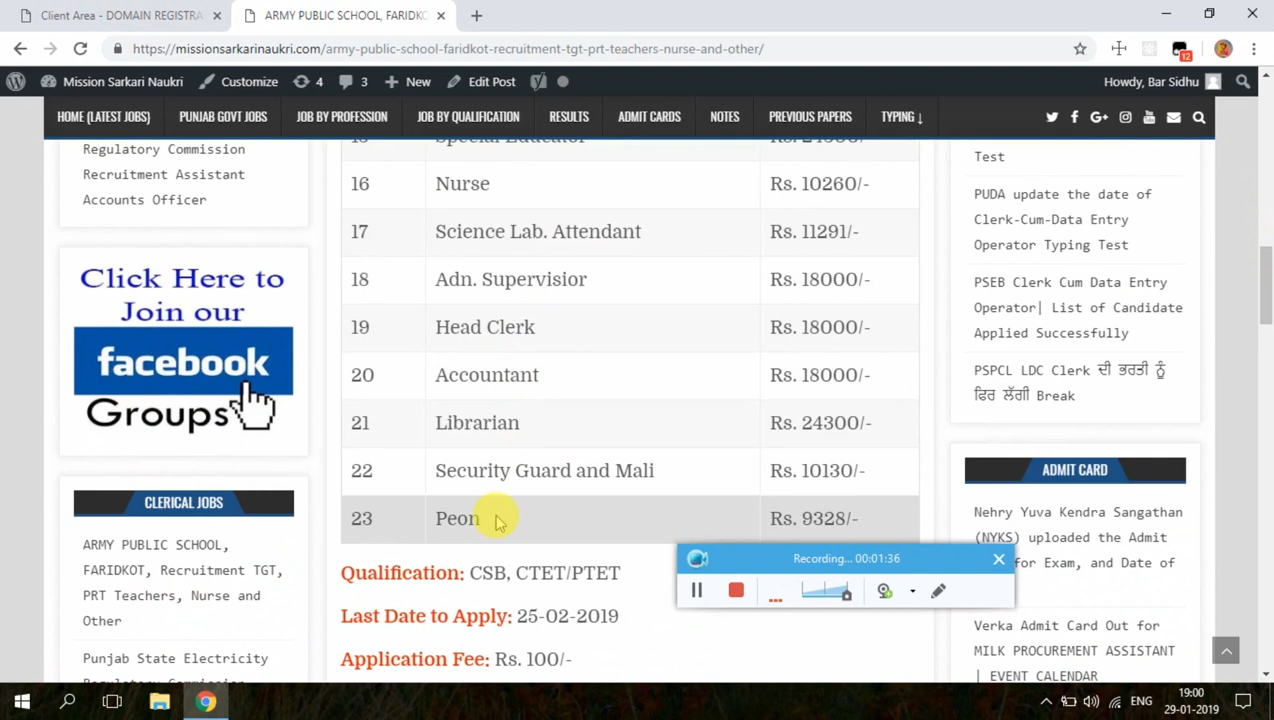 Client Area - DOMAIN REGISTRA
ARMY PUBLIC SCHOOL, FARIDKOT
https://missionsarkarinaukri.com/army-public-school-faridkot-recruitment-tgt-prt-teachers-nurse-and-other/
12
Mission Sarkari Naukri
Customize
4
3
New
Edit Post
Howdy, Bar Sidhu
HOME (LATEST JOBS)
PUNJAB GOVT JOBS
JOB BY PROFESSION
JOB BY QUALIFICATION
RESULTS
ADMIT CARDS
NOTES
PREVIOUS PAPERS
TYPING ↓
Regulatory Commission
Recruitment Assistant
Accounts Officer
Click Here to
Join our
facebook
Groups
CLERICAL JOBS
ARMY PUBLIC SCHOOL,
FARIDKOT, Recruitment TGT,
PRT Teachers, Nurse and
Other
Punjab State Electricity
Regulatory Commission
16 Nurse Rs. 10260/-
17 Science Lab. Attendant Rs. 11291/-
18 Adn. Supervisior Rs. 18000/-
19 Head Clerk Rs. 18000/-
20 Accountant Rs. 18000/-
21 Librarian Rs. 24300/-
22 Security Guard and Mali Rs. 10130/-
23 Peon Rs. 9328/-
Qualification: CSB, CTET/PTET
Last Date to Apply: 25-02-2019
Application Fee: Rs. 100/-
Recording... 00:01:36
Test
PUDA update the date of
Clerk-Cum-Data Entry
Operator Typing Test
PSEB Clerk Cum Data Entry
Operator| List of Candidate
Applied Successfully
PSPCL LDC Clerk ਦੀ ਭਰਤੀ ਨੂੰ
ਫਿਰ ਲੱਗੀ Break
ADMIT CARD
Nehry Yuva Kendra Sangathan
(NYKS) uploaded the Admit
for Exam, and Date of
Verka Admit Card Out for
MILK PROCUREMENT ASSISTANT
| EVENT CALENDAR
ENG
19:00
29-01-2019